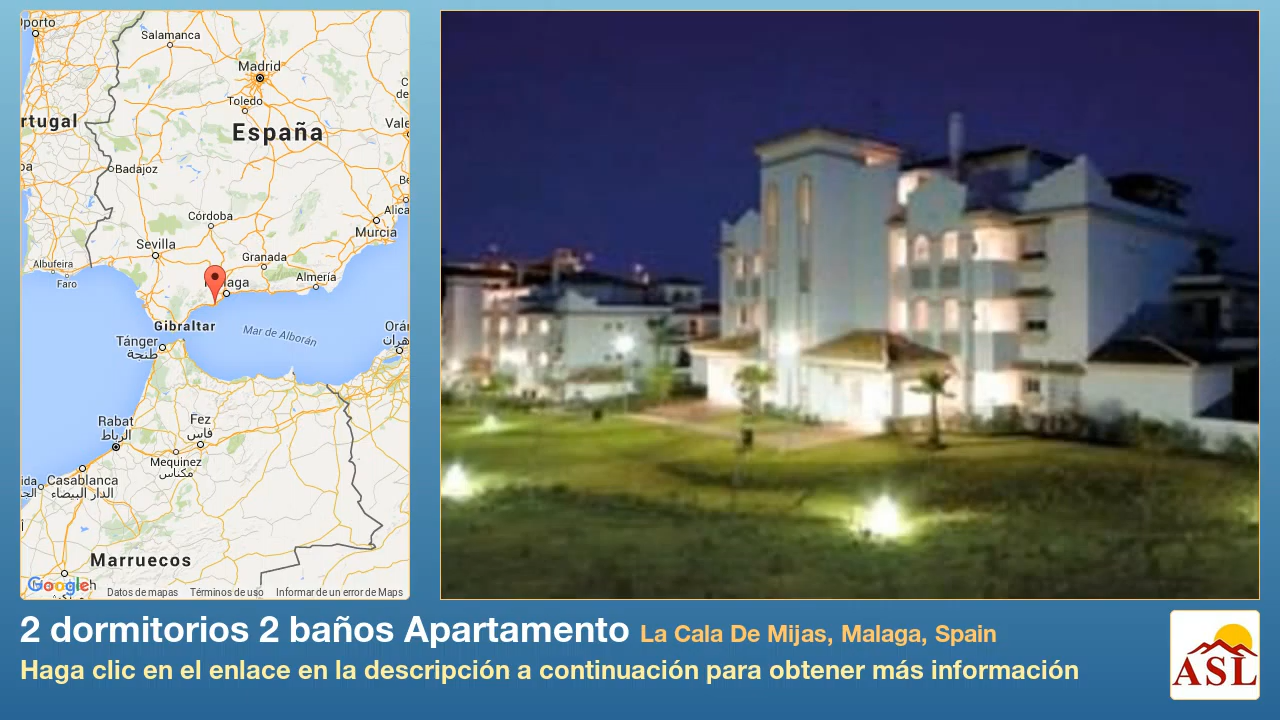 Oporto
Salamanca
Madrid
Toledo
España
rtugal
Vale
Badajoz
Córdoba
Alica
Murcia
Sevilla
Granada
Albufeira
Faro
laga
Almería
Gibraltar
Mar de Alborán
Tánger
طنجة
Orán
وهران
Rabat
الرباط
Fez
فاس
Mequinez
مكناس
Casablanca
الدار البيضاء
Marruecos
Google
Datos de mapas Términos de uso Informar de un error de Maps
2 dormitorios 2 baños Apartamento La Cala De Mijas, Malaga, Spain
Haga clic en el enlace en la descripción a continuación para obtener más información
ASL